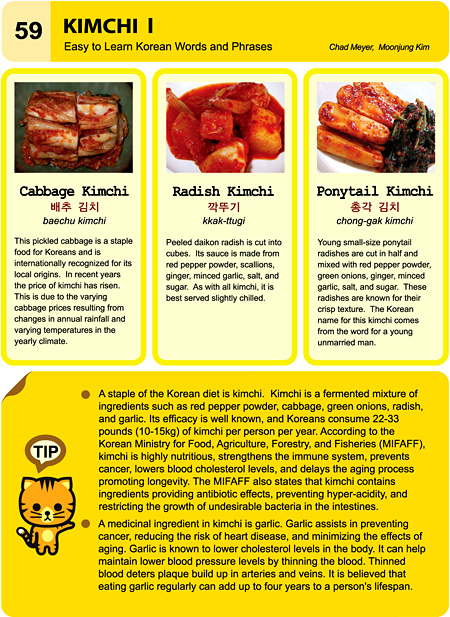 59
KIMCHI I
Easy to Learn Korean Words and Phrases
Chad Meyer, Moonjung Kim
Cabbage Kimchi
배추 김치
baechu kimchi
This pickled cabbage is a staple
food for Koreans and is
internationally recognized for its
local origins. In recent years
the price of kimchi has risen.
This is due to the varying
cabbage prices resulting from
changes in annual rainfall and
varying temperatures in the
yearly climate.
Radish Kimchi
깍뚜기
kkak-ttugi
Peeled daikon radish is cut into
cubes. Its sauce is made from
red pepper powder, scallions,
ginger, minced garlic, salt, and
sugar. As with all kimchi, it is
best served slightly chilled.
Ponytail Kimchi
총각 김치
chong-gak kimchi
Young small-size ponytail
radishes are cut in half and
mixed with red pepper powder,
green onions, ginger, minced
garlic, salt, and sugar. These
radishes are known for their
crisp texture. The Korean
name for this kimchi comes
from the word for a young
unmarried man.
TIP
A staple of the Korean diet is kimchi. Kimchi is a fermented mixture of
ingredients such as red pepper powder, cabbage, green onions, radish,
and garlic. Its efficacy is well known, and Koreans consume 22-33
pounds (10-15kg) of kimchi per person per year. According to the
Korean Ministry for Food, Agriculture, Forestry, and Fisheries (MIFAFF),
kimchi is highly nutritious, strengthens the immune system, prevents
cancer, lowers blood cholesterol levels, and delays the aging process
promoting longevity. The MIFAFF also states that kimchi contains
ingredients providing antibiotic effects, preventing hyper-acidity, and
restricting the growth of undesirable bacteria in the intestines.
A medicinal ingredient in kimchi is garlic. Garlic assists in preventing
cancer, reducing the risk of heart disease, and minimizing the effects of
aging. Garlic is known to lower cholesterol levels in the body. It can help
maintain lower blood pressure levels by thinning the blood. Thinned
blood deters plaque build up in arteries and veins. It is believed that
eating garlic regularly can add up to four years to a person's lifespan.